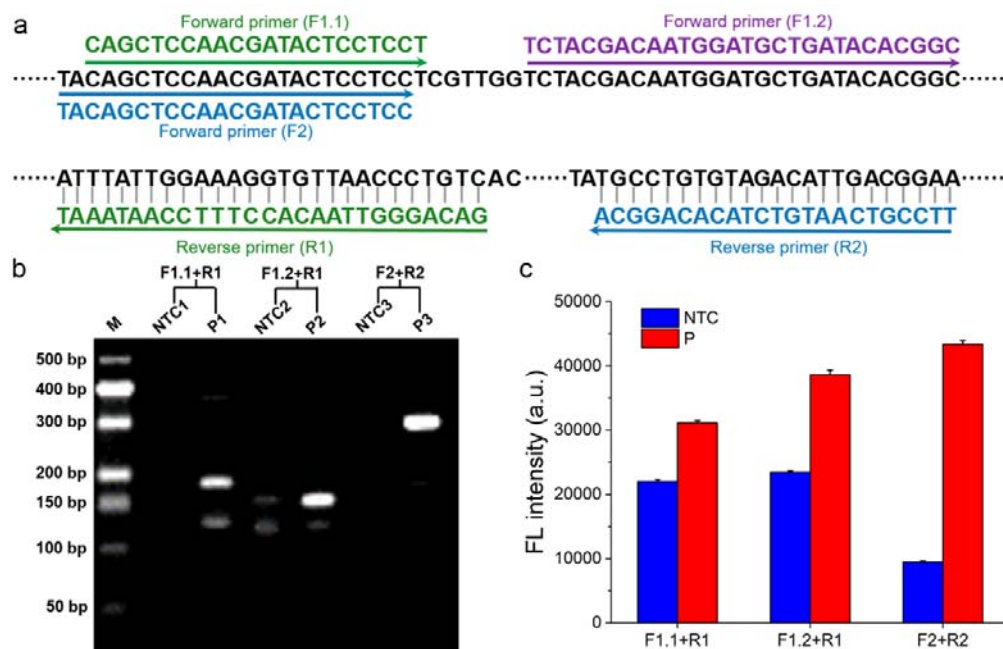 a
Forward primer (F1.1)
Forward primer (F1.2)
CAGCTCCAACGATACTCCTCCT
TCTACGACAATGGATGCTGATACACGGC
······TACAGCTCCAACGATACTCCTCCTCGTTGGTCTACGACAATGGATGCTGATACACGGC······
TACAGCTCCAACGATACTCCTCC
Forward primer (F2)
······ATTTATTGGAAAGGTGTTAACCCTGTCAC······TATGCCTGTGTAGACATTGACGGAA······
TAAATAACCTTTCCACAATTGGGACAG
ACGGACACATCTGTAACTGCCTT
Reverse primer (R1)
Reverse primer (R2)
b
F1.1+R1 F1.2+R1 F2+R2
M NTC1 P1 NTC2 P2 NTC3 P3
500 bp
400 bp
300 bp
200 bp
150 bp
100 bp
50 bp
c
50000
40000
30000
20000
10000
0
FL intensity (a.u.)
NTC
P
F1.1+R1 F1.2+R1 F2+R2